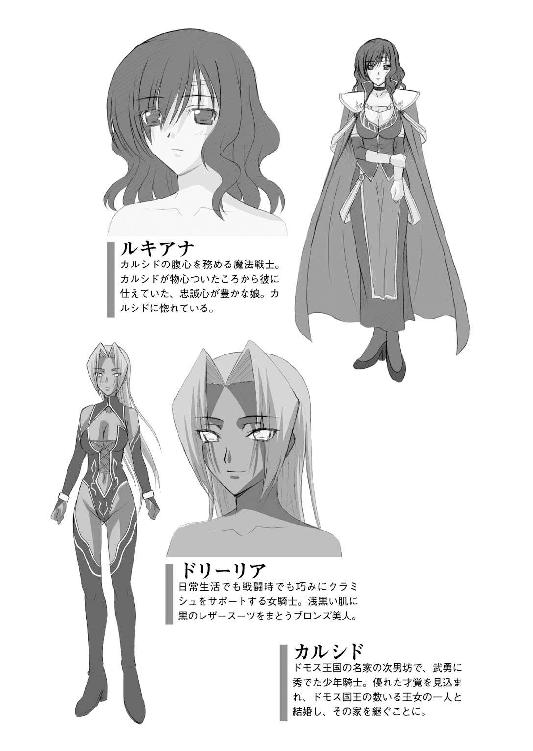 ルキアナ
カルシドの腹心を務める魔法戦士。
カルシドが物心ついたころから彼に
仕えていた、忠誠心が豊かな娘。カ
ルシドに惚れている。
ドリーリア
日常生活でも戦闘時でも巧みにクラミ
シュをサポートする女騎士。浅黒い肌に
黒のレザースーツをまとうブロンズ美人。
カルシド
ドモス王国の名家の次男坊で、武勇に
秀でた少年騎士。優れた才覚を見込ま
れ、ドモス国王の数いる王女の一人と
結婚し、その家を継ぐことに。